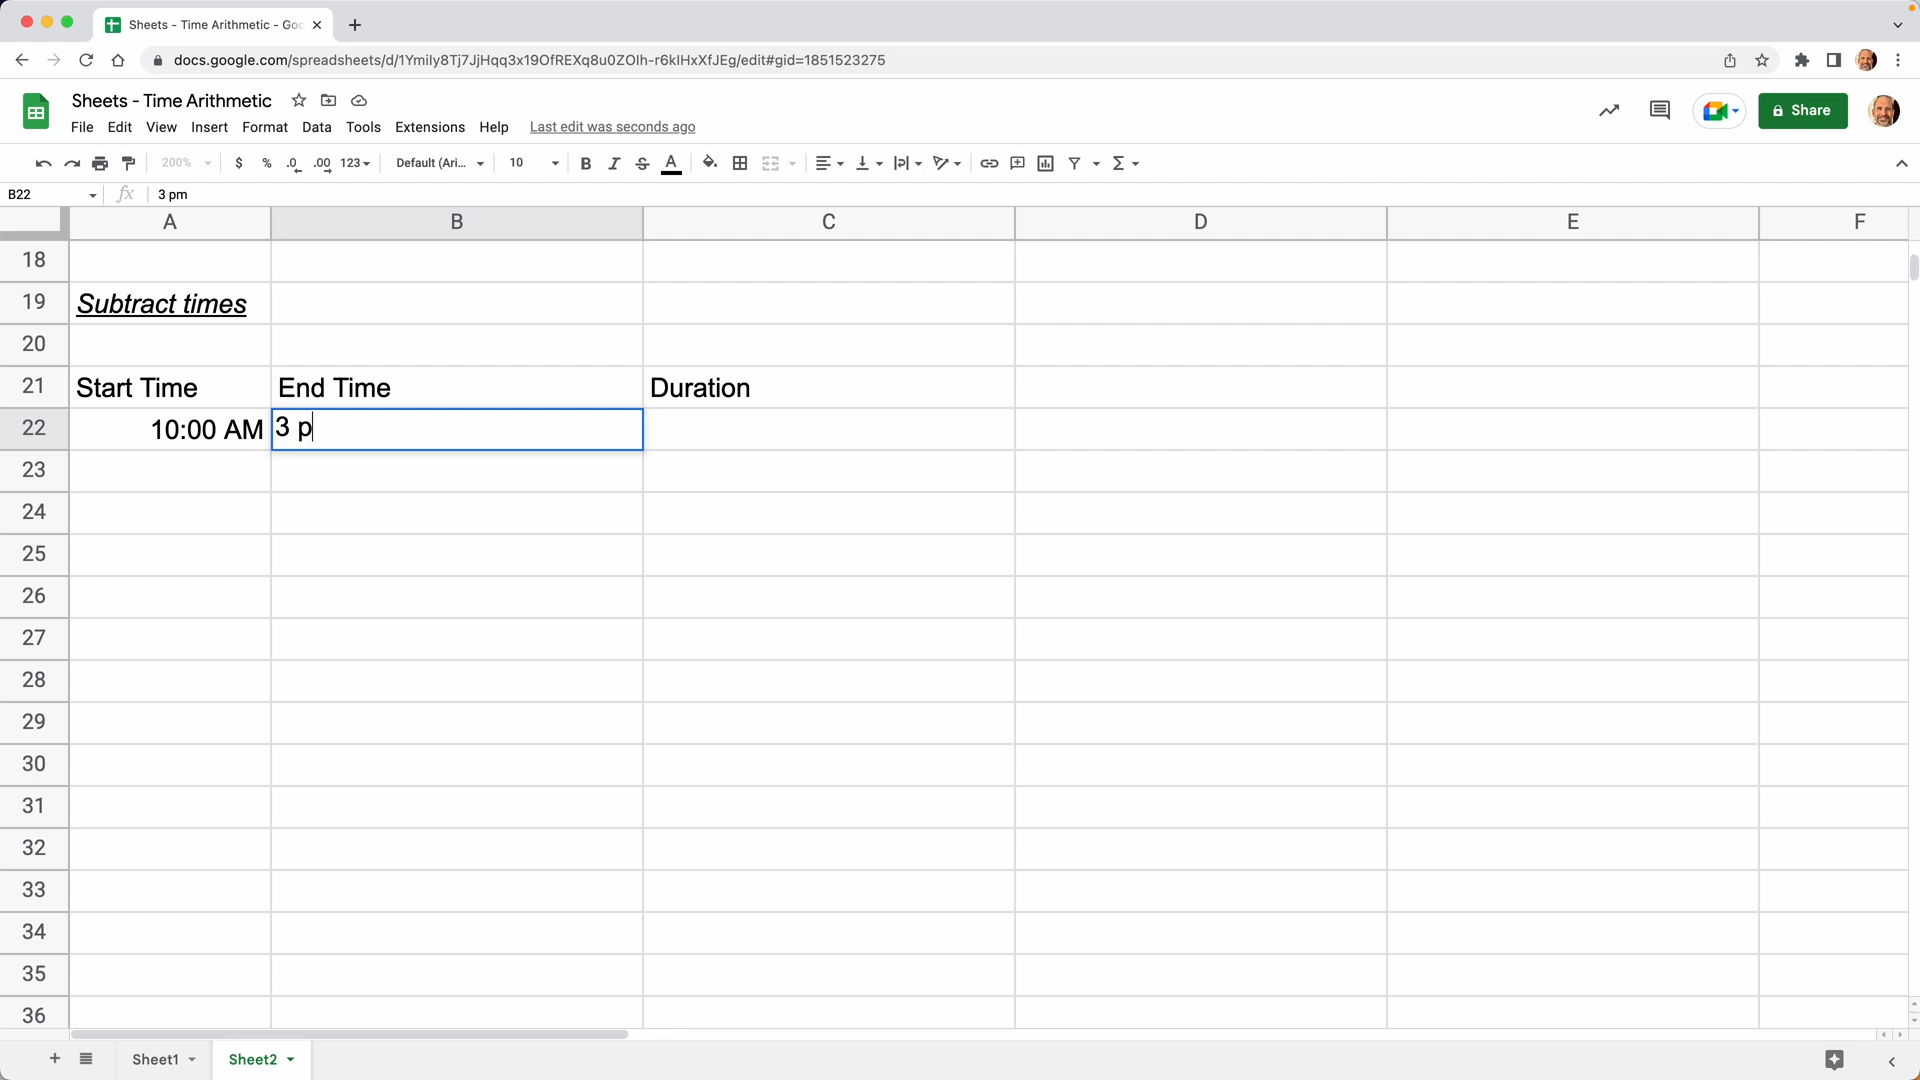 Sheets - Time Arithmetic - Goo
docs.google.com/spreadsheets/d/1Ymily8Tj7JjHqq3x19OfREXq8u0ZOlh-r6klHxXfJEg/edit#gid=1851523275
Sheets - Time Arithmetic
Share
File Edit View Insert Format Data Tools Extensions Help Last edit was seconds ago
200% $ % .0 .00 123 Default (Ari... 10 B I S A
B22 fx 3 pm
A B C D E F
18
19 Subtract times
20
21 Start Time End Time Duration
22 10:00 AM 3 p
23
24
25
26
27
28
29
30
31
32
33
34
35
36
Sheet1 Sheet2